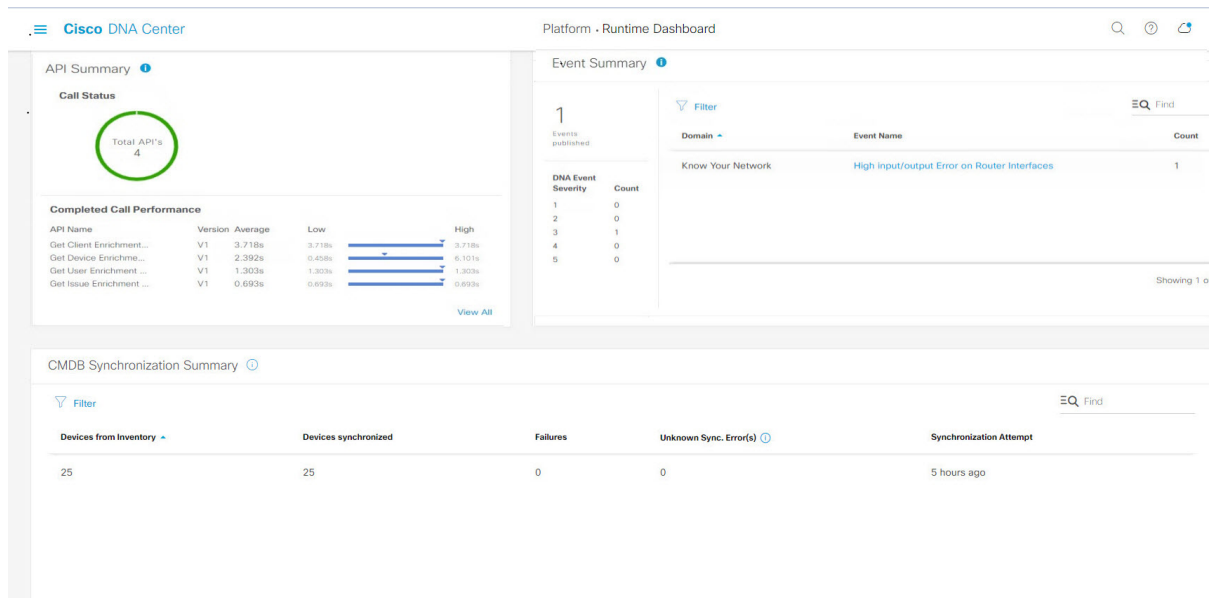 Cisco DNA Center
Platform • Runtime Dashboard
API Summary
Call Status
Total API's
4
Completed Call Performance
API Name Version Average Low High
Get Client Enrichment... V1 3.718s 3.718s 3.718s
Get Device Enrichme... V1 2.392s 0.458s 6.101s
Get User Enrichment ... V1 1.303s 1.303s 1.303s
Get Issue Enrichment ... V1 0.693s 0.693s 0.693s
View All
Event Summary
1
Events
published
DNA Event
Severity Count
1 0
2 0
3 1
4 0
5 0
Filter
Find
Domain Event Name Count
Know Your Network High input/output Error on Router Interfaces 1
Showing 1 o
CMDB Synchronization Summary
Filter
Find
Devices from Inventory Devices synchronized Failures Unknown Sync. Error(s) Synchronization Attempt
25 25 0 0 5 hours ago